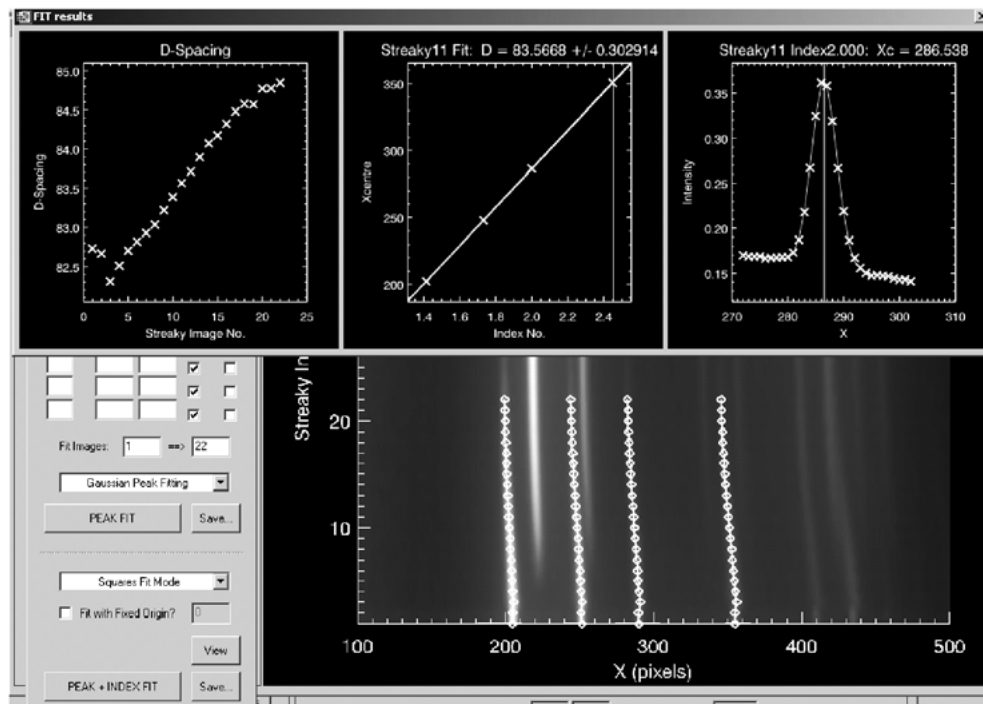 FIT results
D-Spacing
85.0
84.5
84.0
83.5
83.0
82.5
D-Spacing
0 5 10 15 20 25
Streaky Image No.
Streaky11 Fit: D = 83.5668 +/- 0.302914
350
300
250
200
Xcentre
1.4 1.6 1.8 2.0 2.2 2.4
Index No.
Streaky11 Index2.000: Xc = 286.538
0.35
0.30
0.25
0.20
0.15
Intensity
270 280 290 300 310
X
Fit Images: 1 ==> 22
Gaussian Peak Fitting
PEAK FIT Save...
Squares Fit Mode
Fit with Fixed Origin? 0
View
PEAK + INDEX FIT Save...
Streaky In
20
10
100 200 300 400 500
X (pixels)